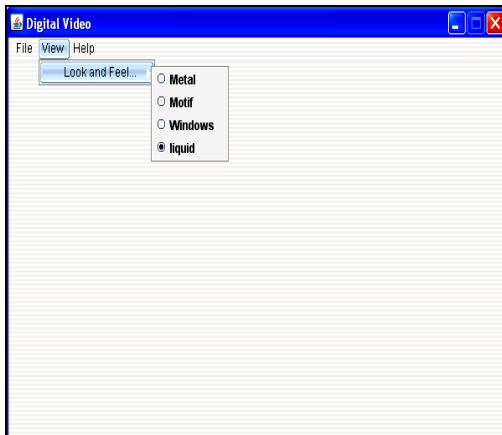 Digital Video
File View Help
Look and Feel...
Metal
Motif
Windows
liquid